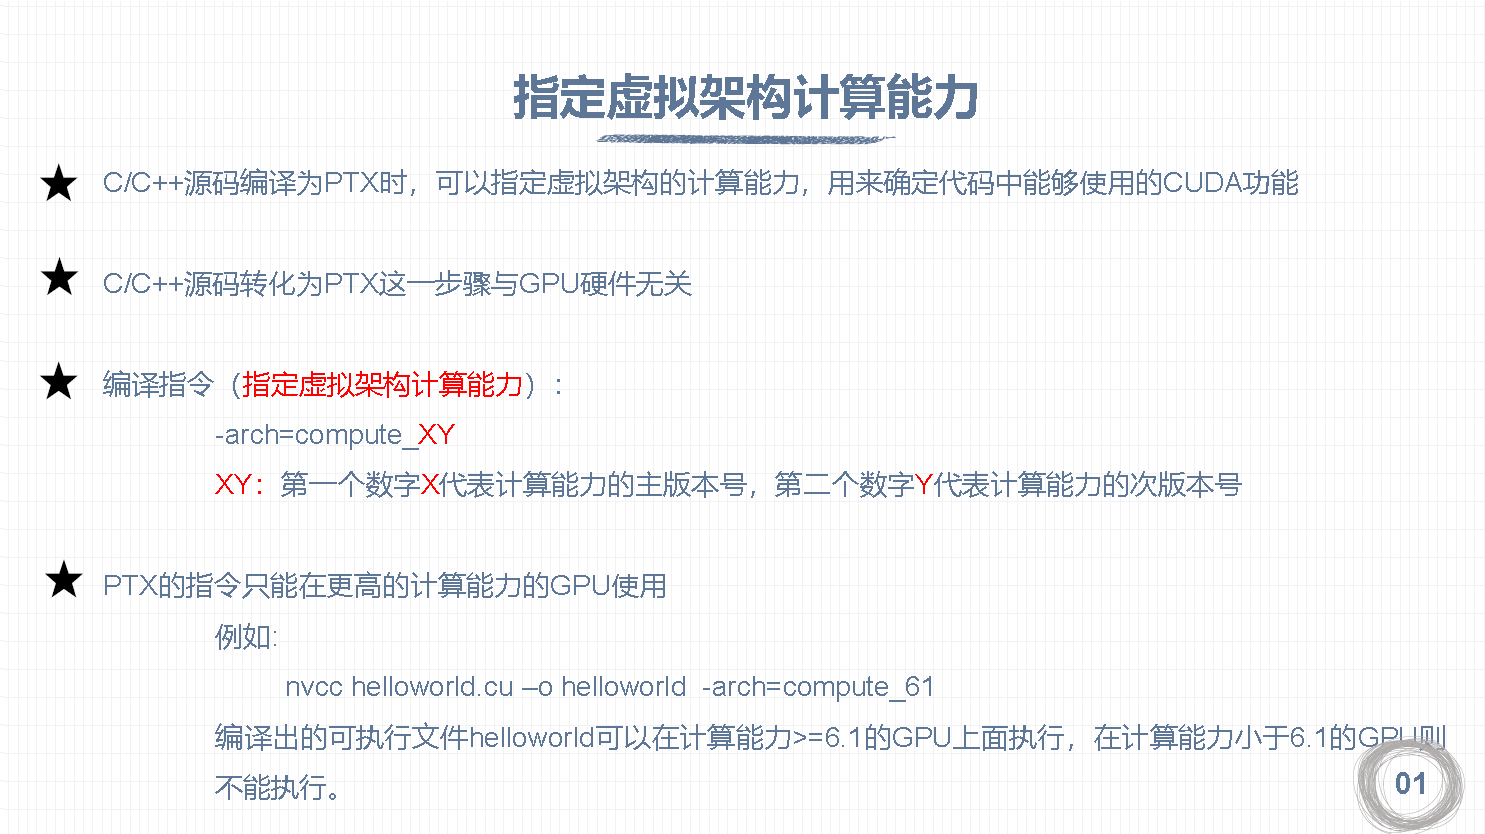 指定虚拟架构计算能力
C/C++源码编译为PTX时，可以指定虚拟架构的计算能力，用来确定代码中能够使用的CUDA功能
C/C++源码转化为PTX这一步骤与GPU硬件无关
编译指令（指定虚拟架构计算能力）：
-arch=compute_XY
XY：第一个数字X代表计算能力的主版本号，第二个数字Y代表计算能力的次版本号
PTX的指令只能在更高的计算能力的GPU使用
例如:
nvcc helloworld.cu –o helloworld  -arch=compute_61
编译出的可执行文件helloworld可以在计算能力>=6.1的GPU上面执行，在计算能力小于6.1的GPU则
不能执行。
01